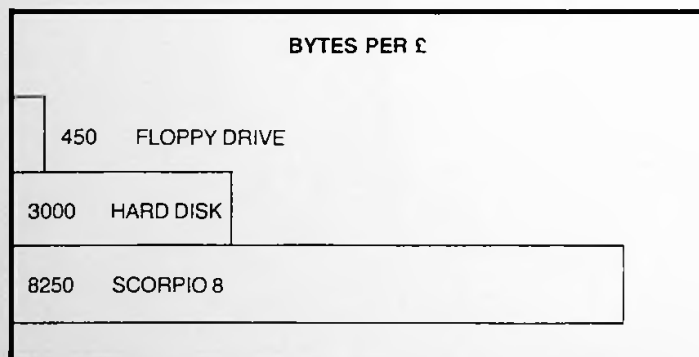 BYTES PER £
450 FLOPPY DRIVE
3000 HARD DISK
8250 SCORPIO 8